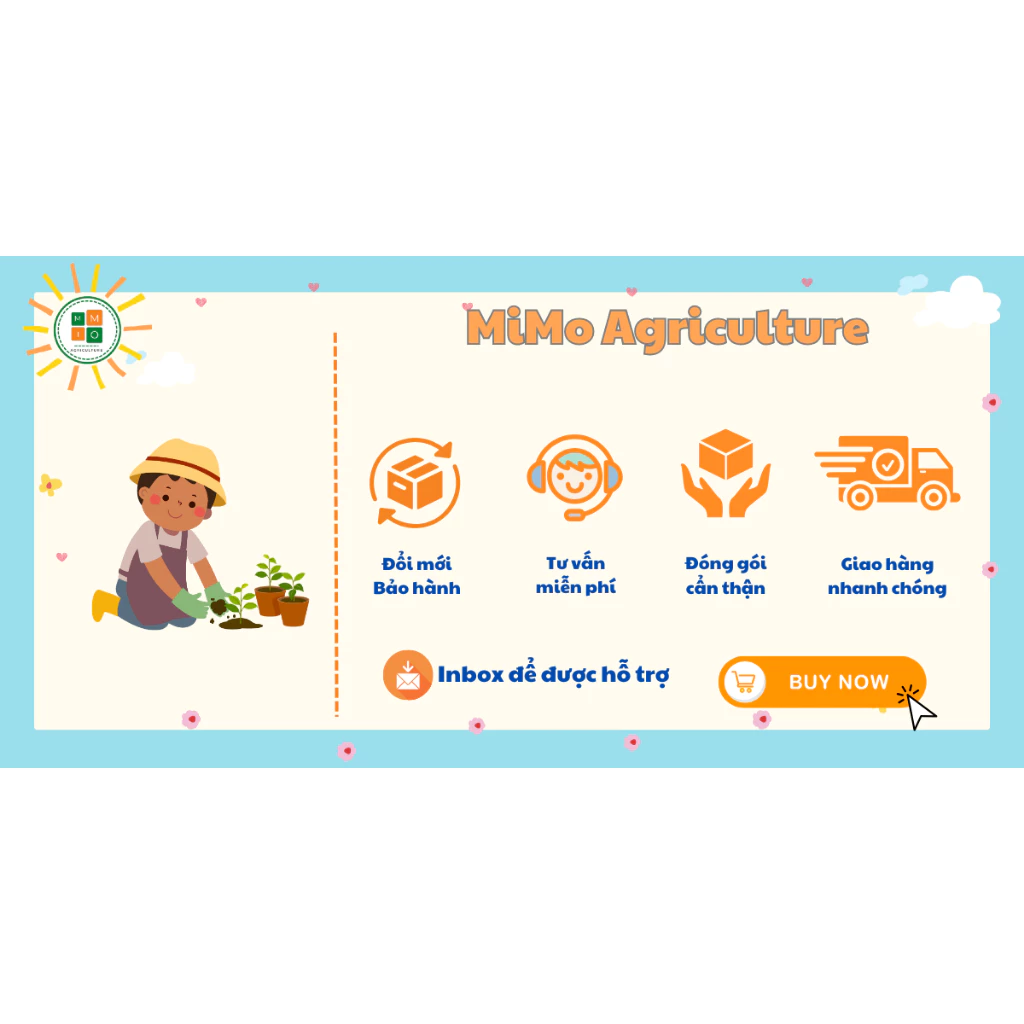 M M
I O
AGRICULTURE
MiMo Agriculture
Đổi mới
Bảo hành
Tư vấn
miễn phí
Đóng gói
cẩn thận
Giao hàng
nhanh chóng
Inbox để được hỗ trợ
BUY NOW